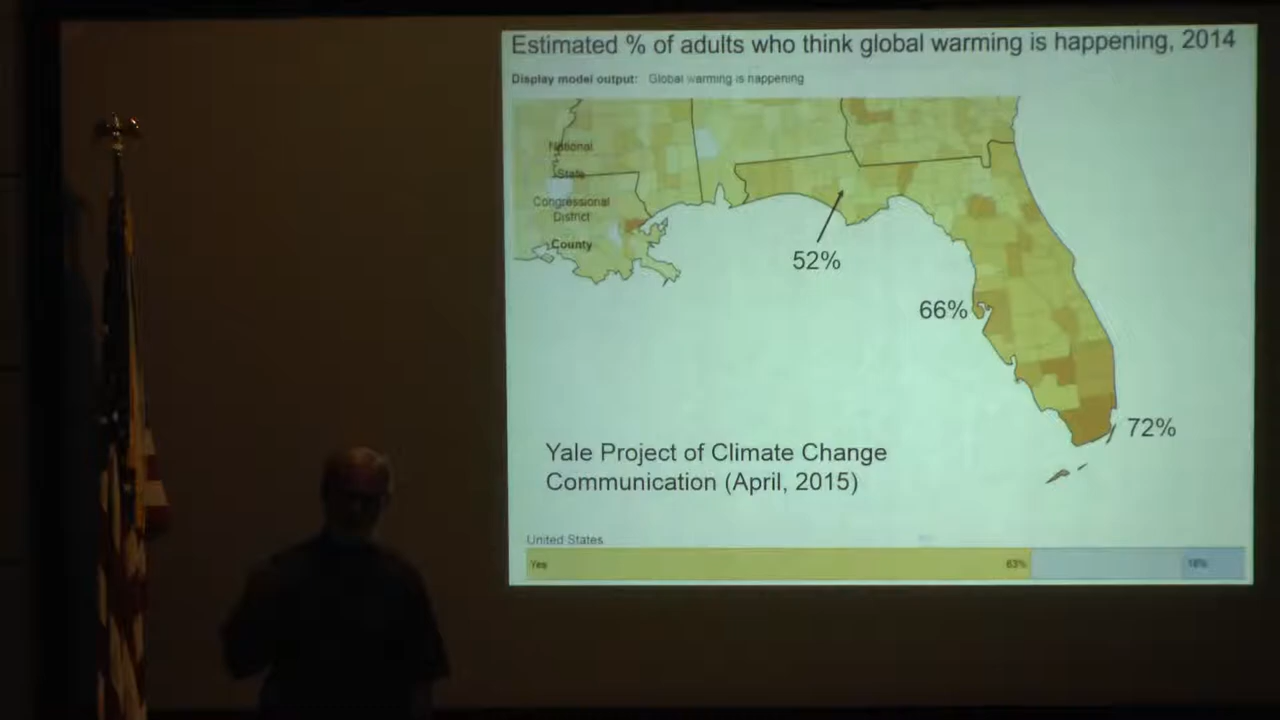 Estimated % of adults who think global warming is happening, 2014
Display model output: Global warming is happening
National
State
Congressional
District
County
52%
66%
72%
Yale Project of Climate Change
Communication (April, 2015)
United States
Yes 63% 18%